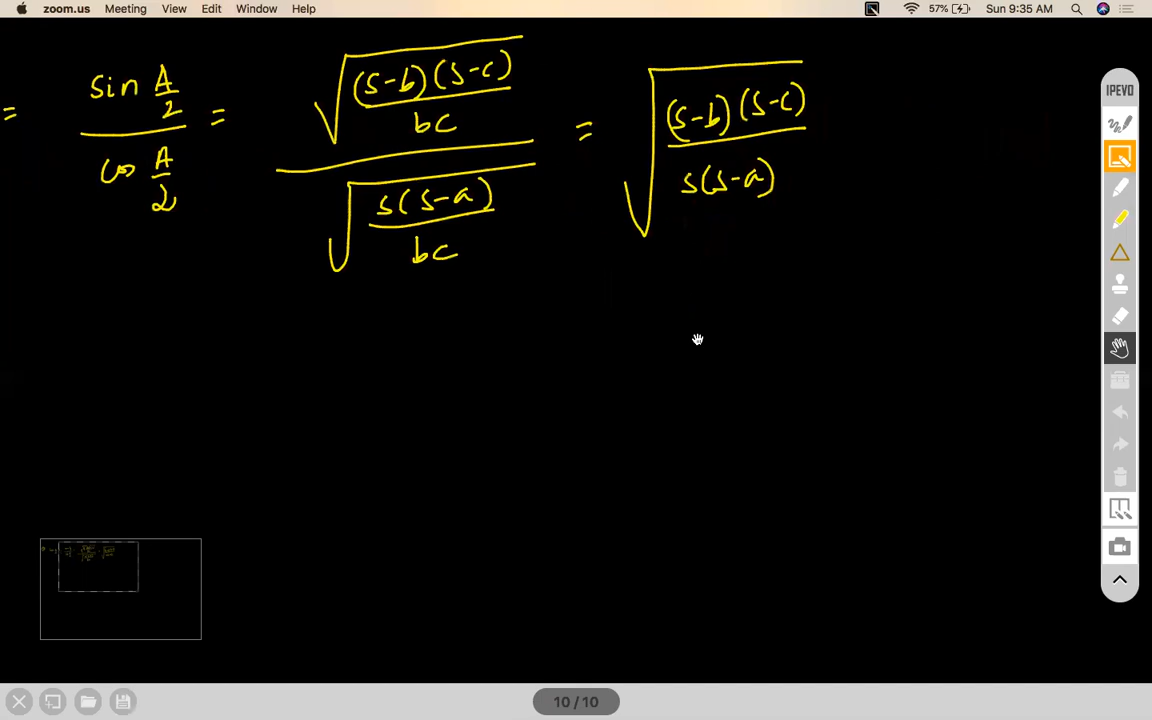 zoom.us Meeting View Edit Window Help 57% Sun 9:35 AM
= sin A/2 / cos A/2 = √((s-b)(s-c)/bc) / √(s(s-a)/bc) = √((s-b)(s-c)/s(s-a))
IPEVO
10 / 10